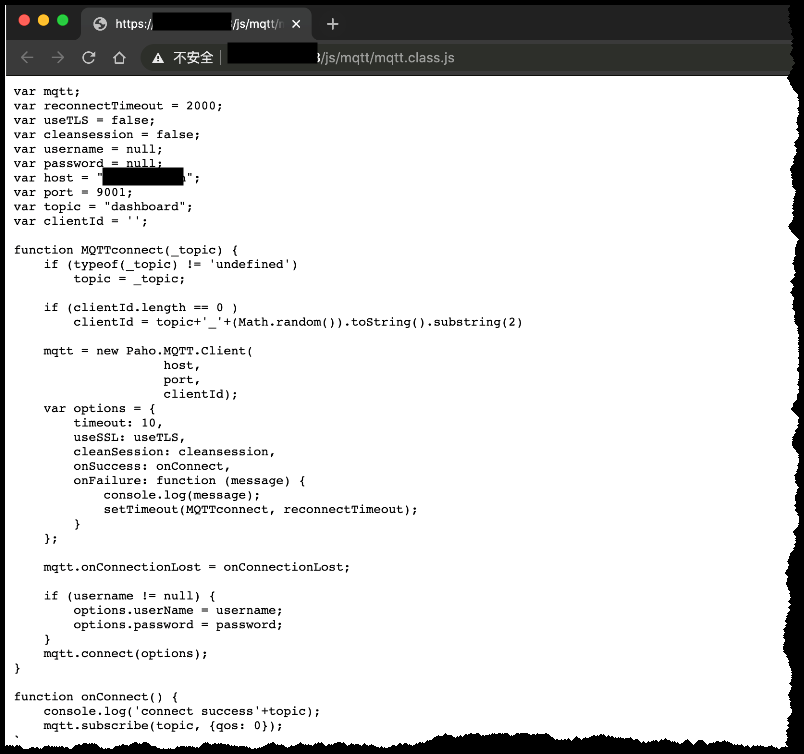 https:// /js/mqtt/
不安全 /js/mqtt/mqtt.class.js
var mqtt;
var reconnectTimeout = 2000;
var useTLS = false;
var cleansession = false;
var username = null;
var password = null;
var host = " ";
var port = 9001;
var topic = "dashboard";
var clientId = '';
function MQTTconnect(_topic) {
    if (typeof(_topic) != 'undefined')
        topic = _topic;
    if (clientId.length == 0 )
        clientId = topic+'_'+(Math.random()).toString().substring(2)
    mqtt = new Paho.MQTT.Client(
                    host,
                    port,
                    clientId);
    var options = {
        timeout: 10,
        useSSL: useTLS,
        cleanSession: cleansession,
        onSuccess: onConnect,
        onFailure: function (message) {
            console.log(message);
            setTimeout(MQTTconnect, reconnectTimeout);
        }
    };
    mqtt.onConnectionLost = onConnectionLost;
    if (username != null) {
        options.userName = username;
        options.password = password;
    }
    mqtt.connect(options);
}
function onConnect() {
    console.log('connect success'+topic);
    mqtt.subscribe(topic, {qos: 0});